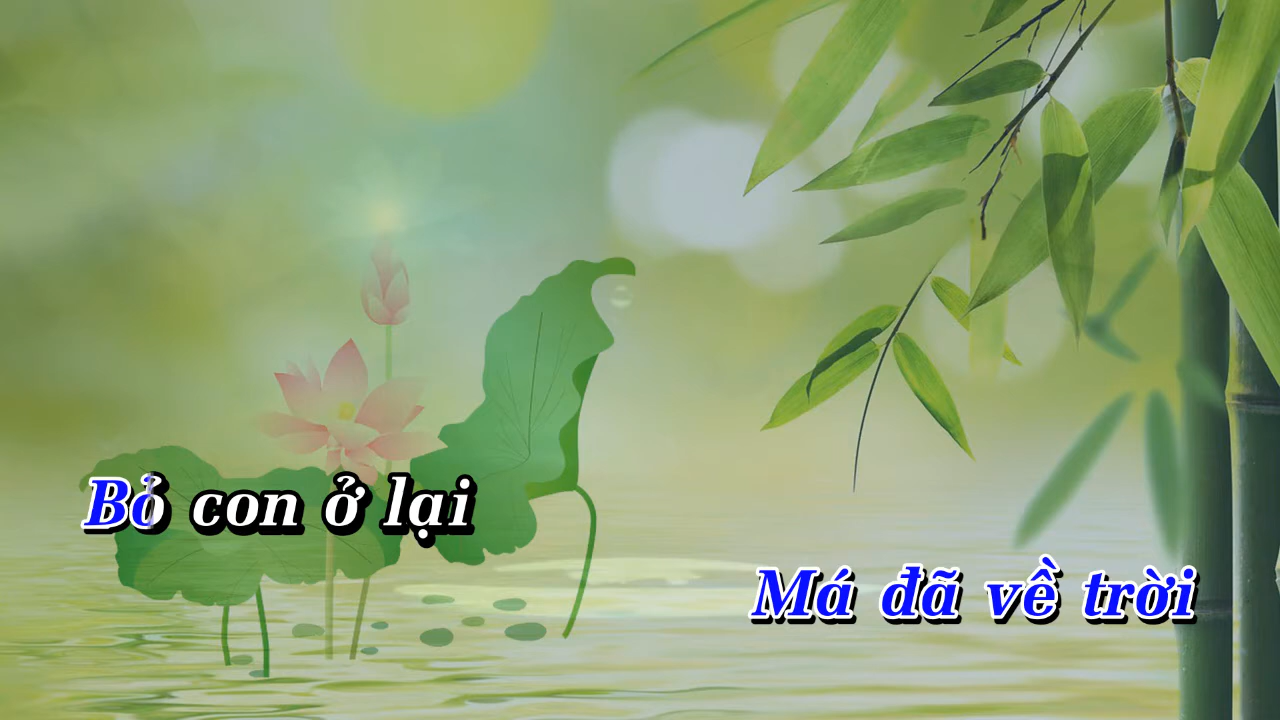 Bỏ con ở lại
Má đã về trời